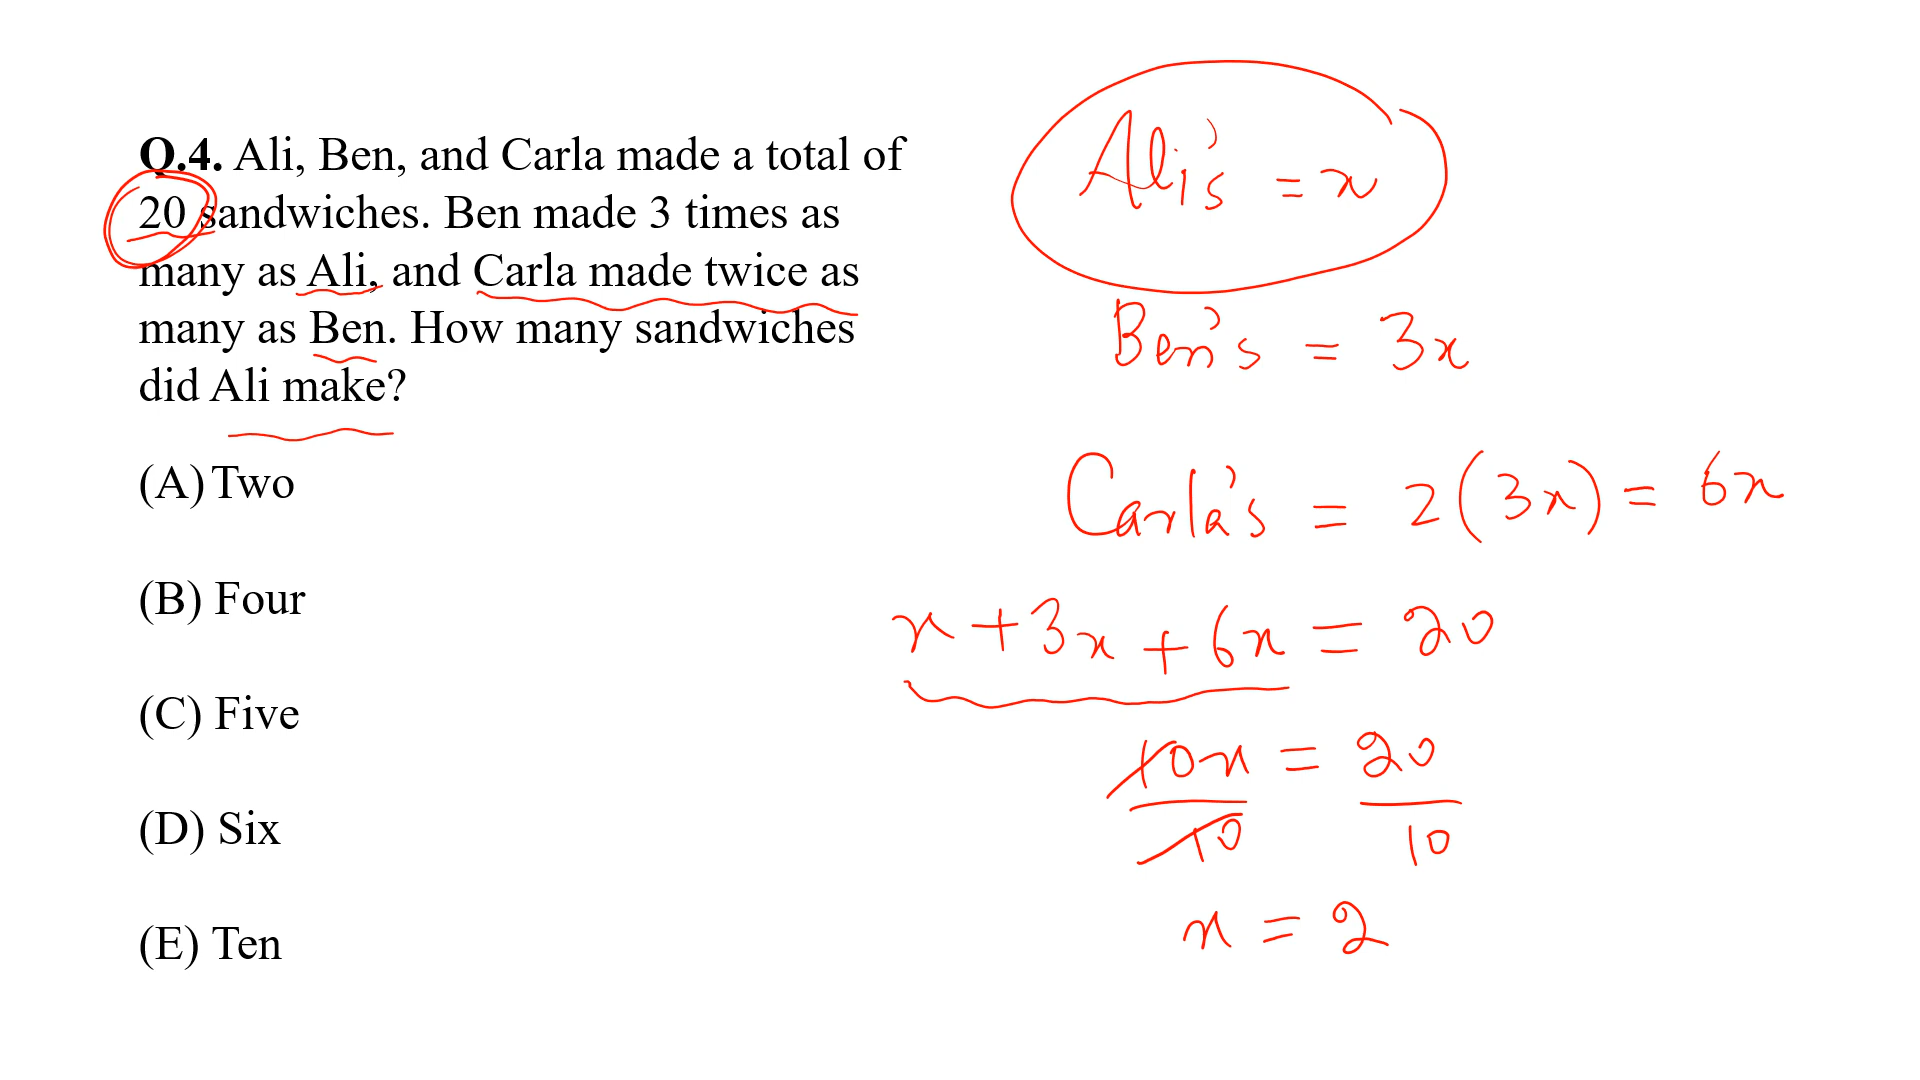 Q.4. Ali, Ben, and Carla made a total of
20 sandwiches. Ben made 3 times as
many as Ali, and Carla made twice as
many as Ben. How many sandwiches
did Ali make?
(A) Two
(B) Four
(C) Five
(D) Six
(E) Ten
Ali's = x
Ben's = 3x
Carla's = 2(3x) = 6x
x + 3x + 6x = 20
10x = 20
10 10
x = 2